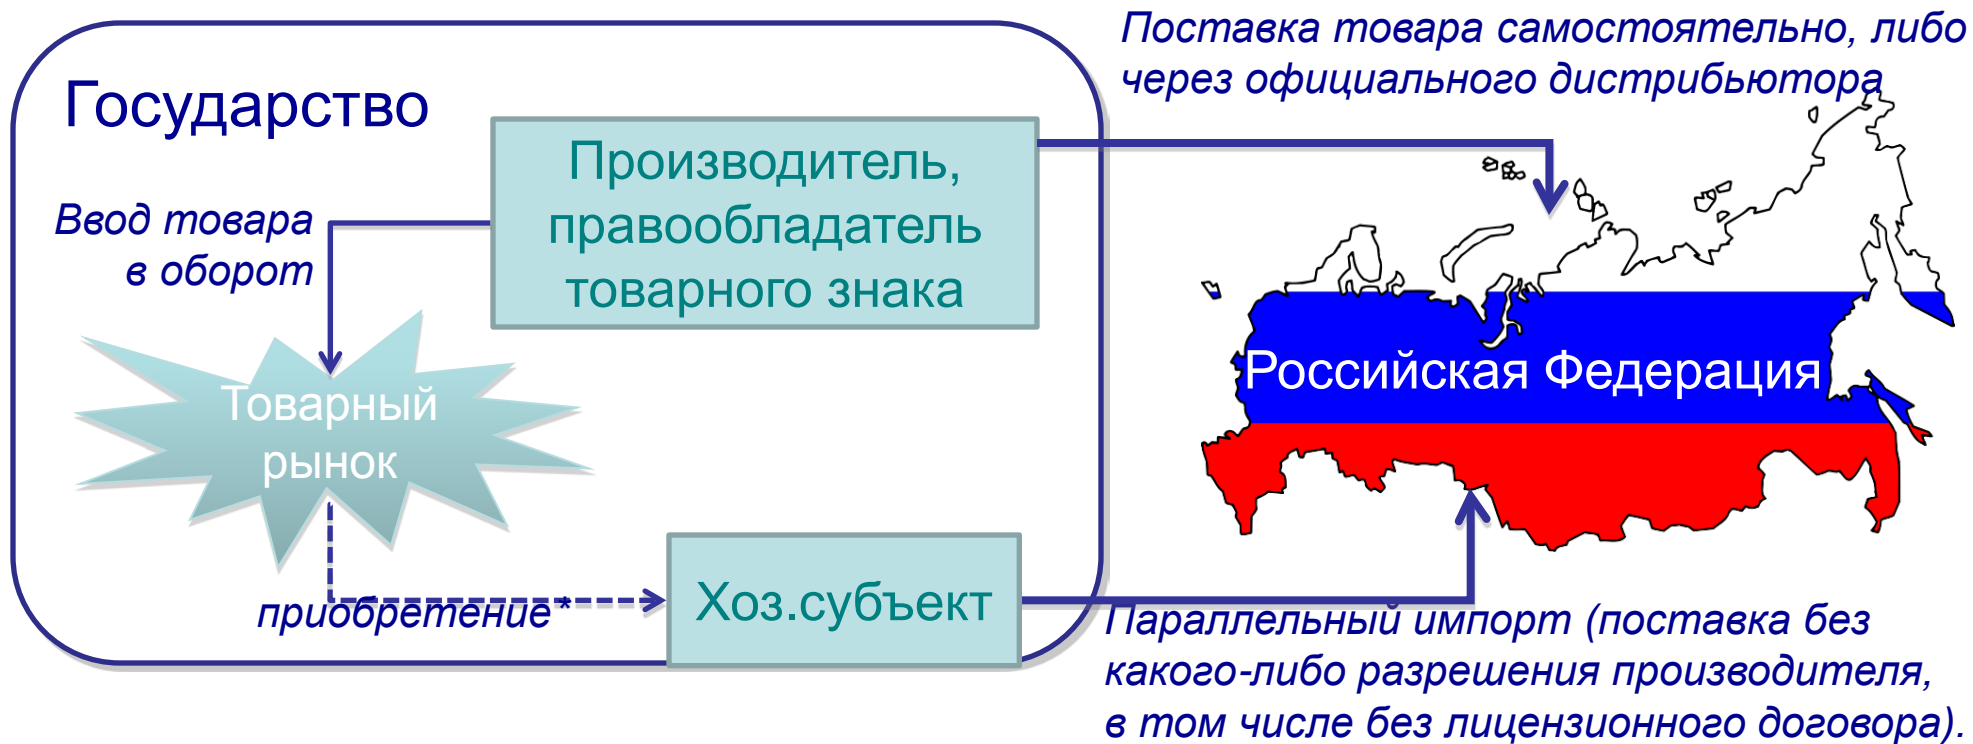 Поставка товара самостоятельно, либо
через официального дистрибьютора
Государство
Производитель,
правообладатель
товарного знака
Ввод товара
в оборот
Товарный
рынок
Российская Федерация
приобретение*
Хоз.субъект
Параллельный импорт (поставка без
какого-либо разрешения производителя,
в том числе без лицензионного договора).